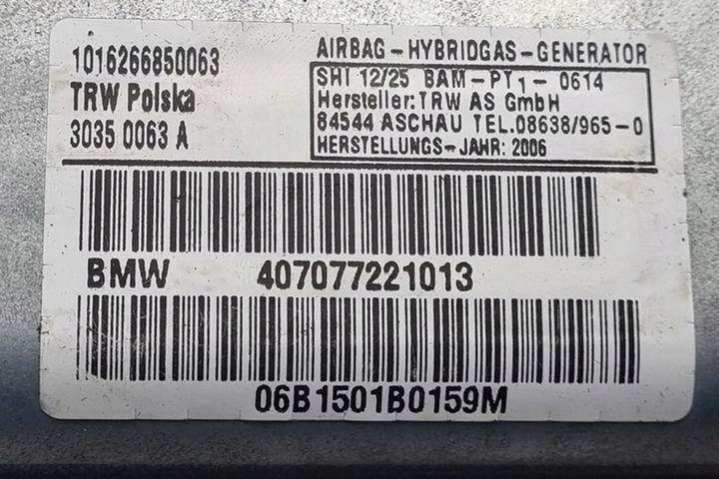 1016266850063
TRW Polska
3035 0063 A
AIRBAG-HYBRIDGAS-GENERATOR
SHI 12/25 BAM-PT1-0614
Hersteller: TRW AS GmbH
84544 ASCHAU TEL.08638/965-0
HERSTELLUNGS-JAHR: 2006
BMW 407077221013
06B1501B0159M